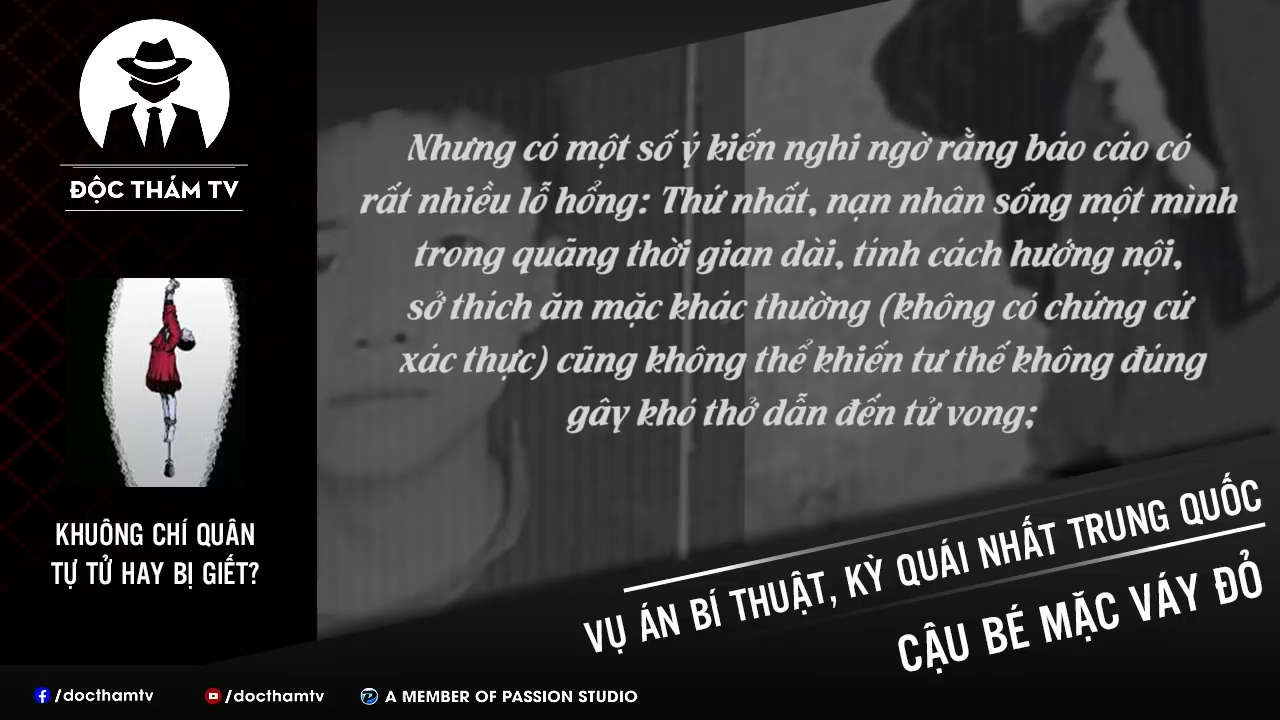 ĐỘC THÁM TV
KHUÔNG CHÍ QUÂN
TỰ TỬ HAY BỊ GIẾT?
Nhưng có một số ý kiến nghi ngờ rằng báo cáo có
rất nhiều lỗ hổng: Thứ nhất, nạn nhân sống một mình
trong quãng thời gian dài, tính cách hướng nội,
sở thích ăn mặc khác thường (không có chứng cứ
xác thực) cũng không thể khiến tư thế không đúng
gây khó thở dẫn đến tử vong;
VỤ ÁN BÍ THUẬT, KỲ QUÁI NHẤT TRUNG QUỐC
CẬU BÉ MẶC VÁY ĐỎ
/docthamtv
/docthamtv
A MEMBER OF PASSION STUDIO